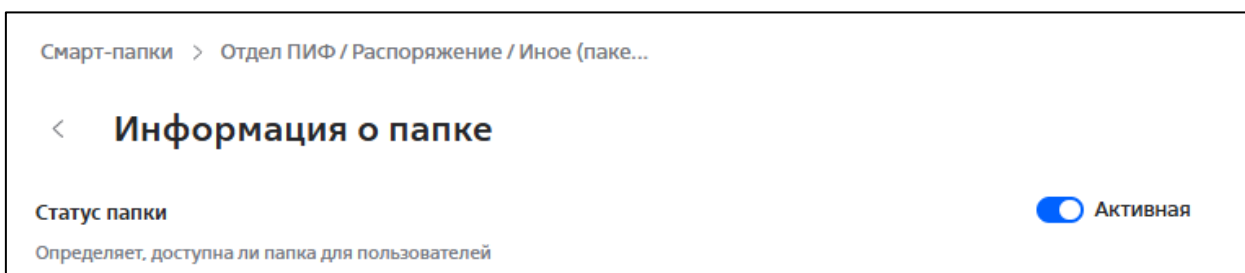 Смарт-папки > Отдел ПИФ / Распоряжение / Иное (паке...
< Информация о папке
Статус папки
Активная
Определяет, доступна ли папка для пользователей